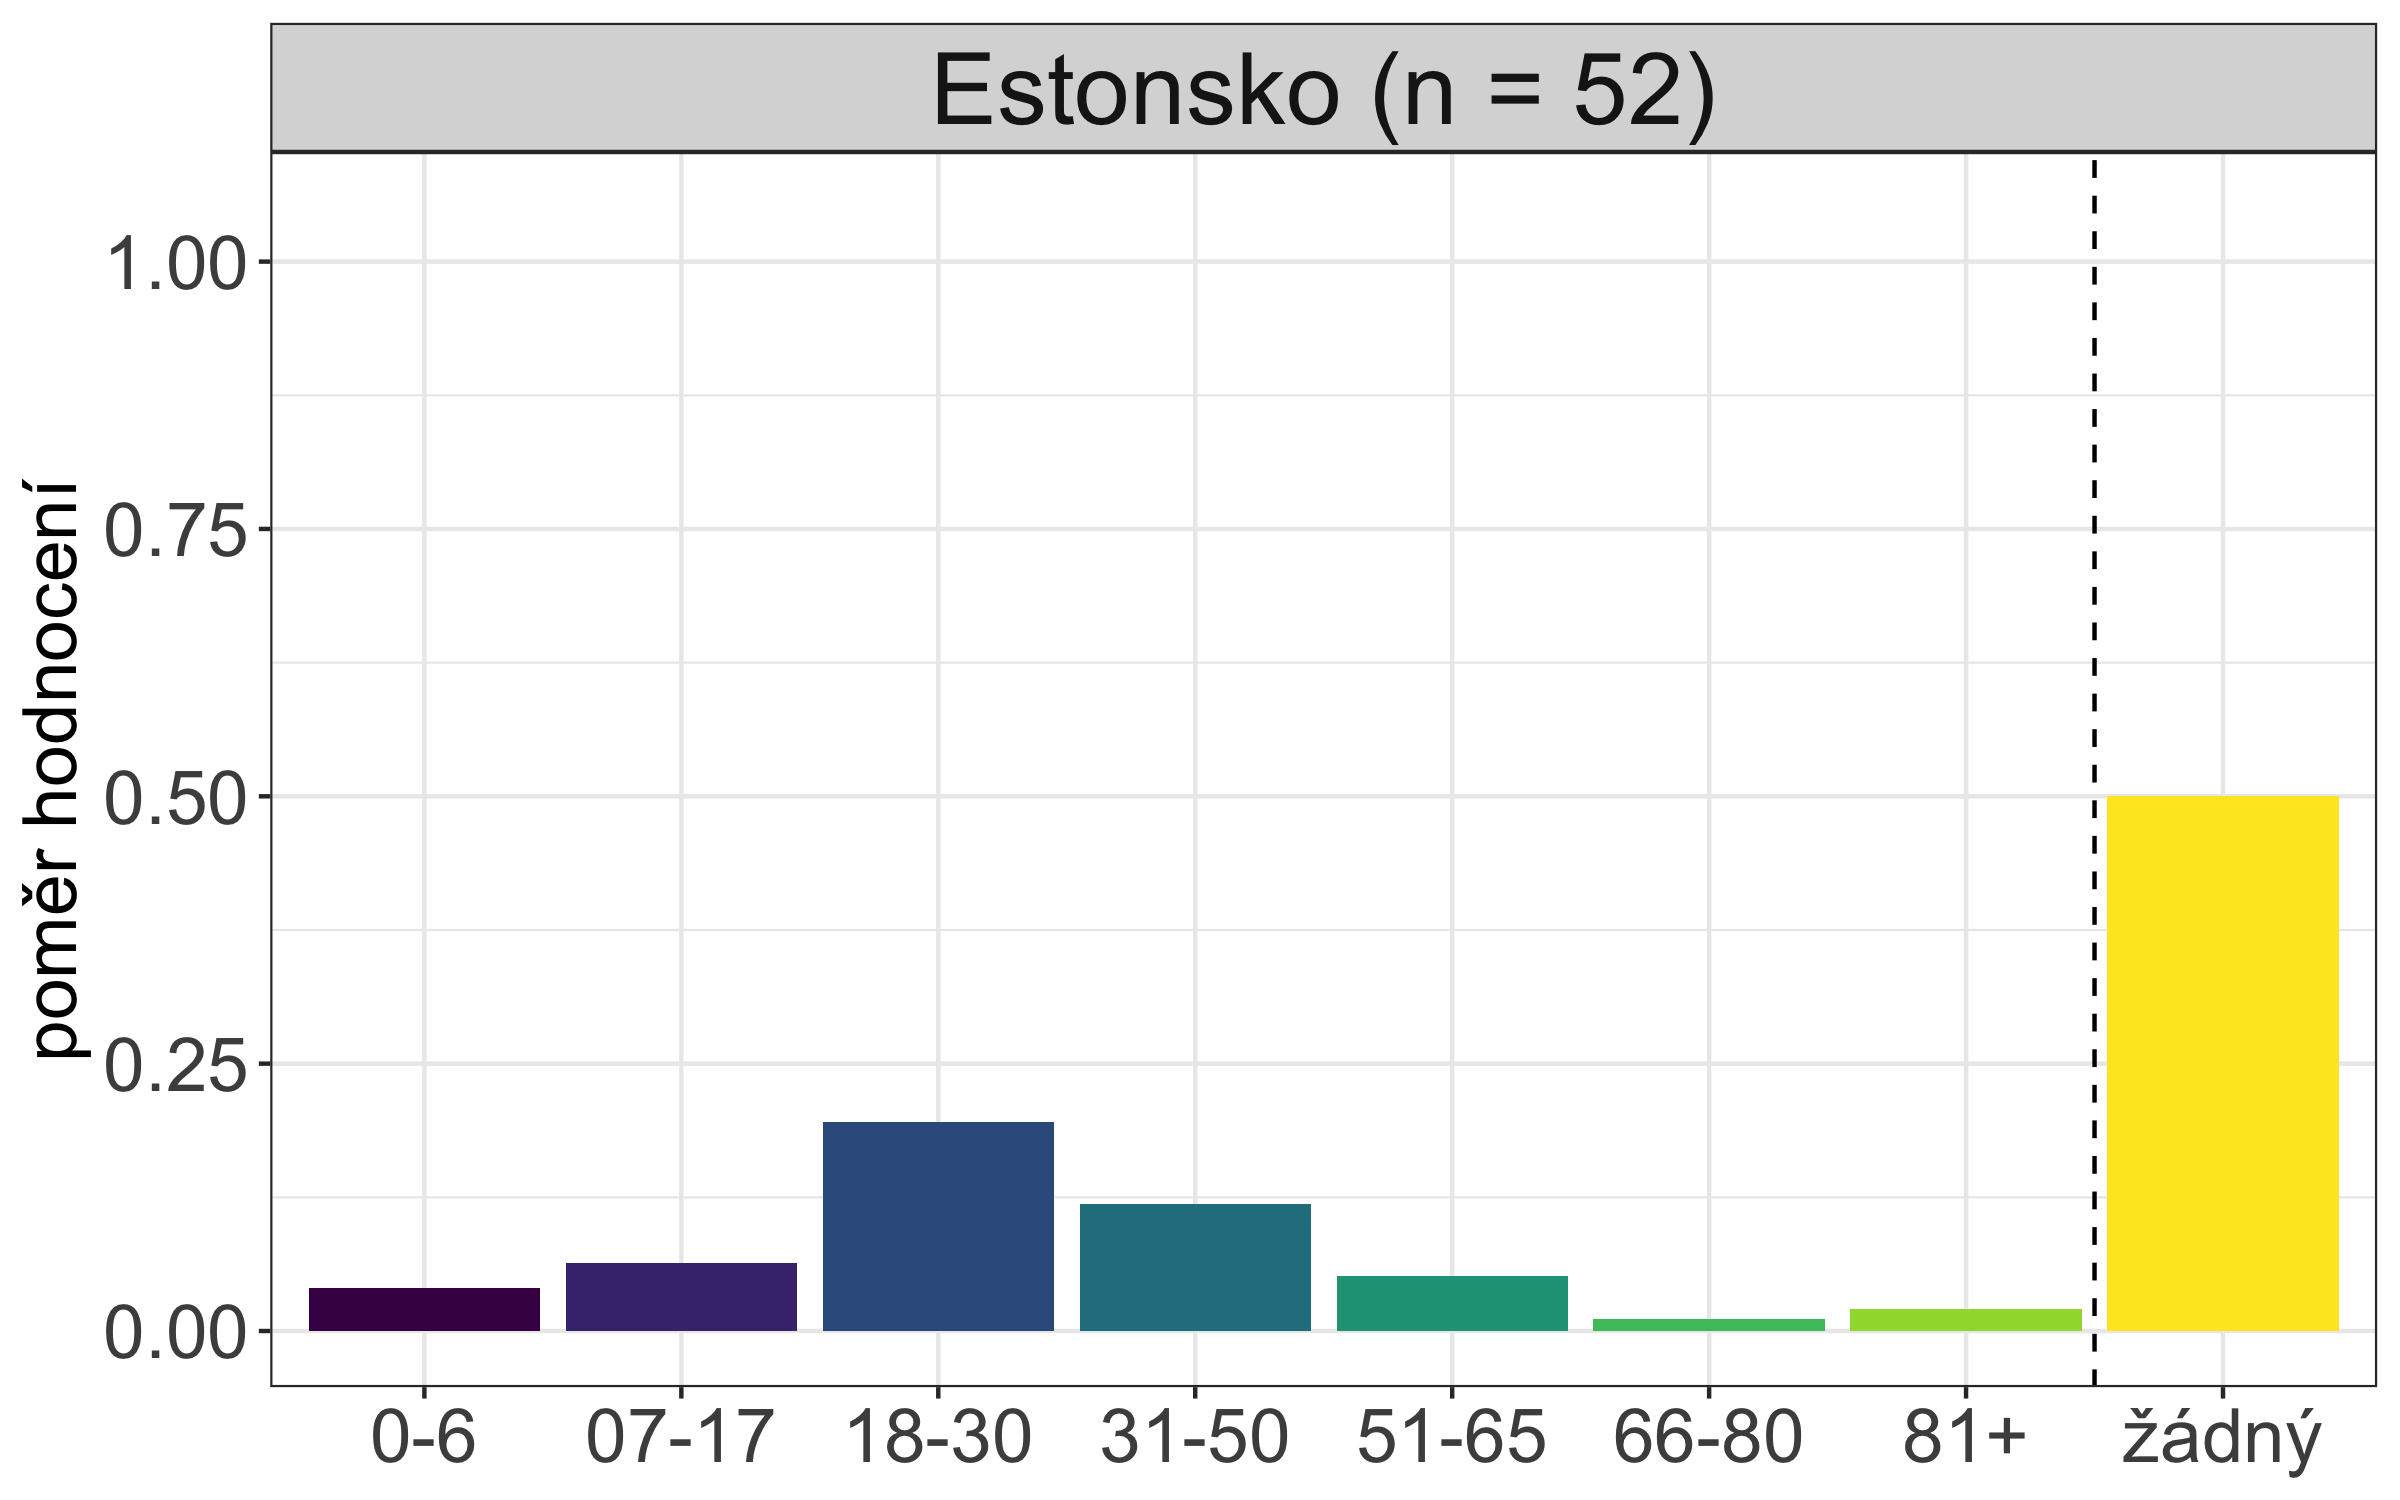 Estonsko (n = 52)
poměr hodnocení
1.00
0.75
0.50
0.25
0.00
0-6 07-17 18-30 31-50 51-65 66-80 81+ žádný